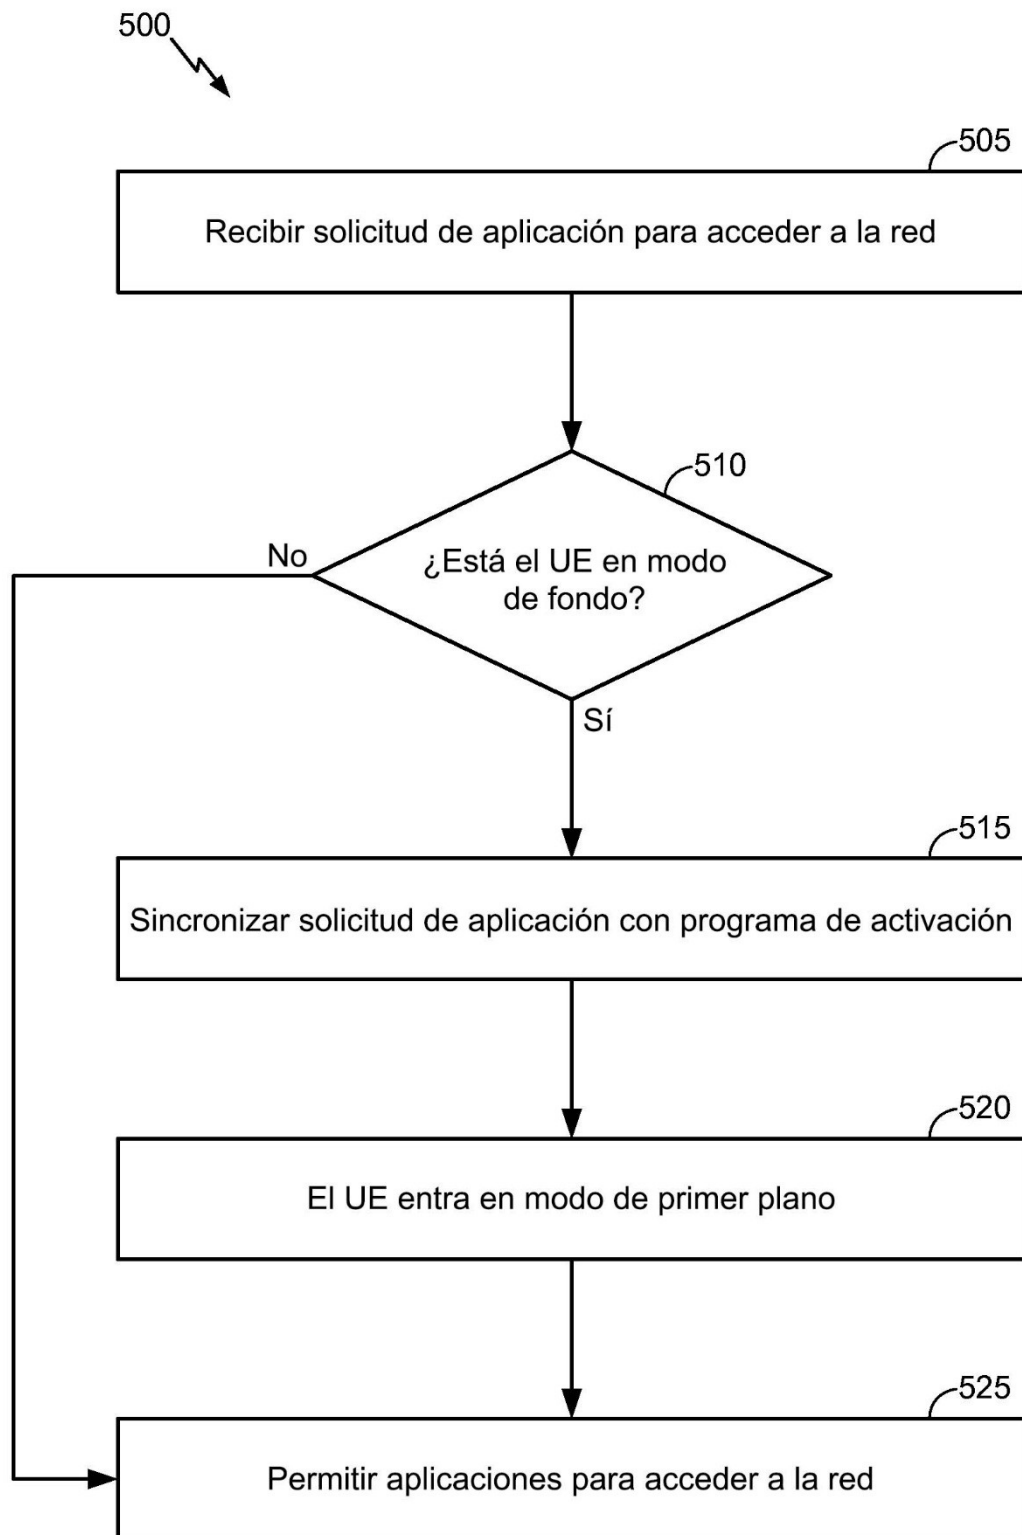 500
505
Recibir solicitud de aplicación para acceder a la red
510
¿Está el UE en modo
de fondo?
No
Sí
515
Sincronizar solicitud de aplicación con programa de activación
520
El UE entra en modo de primer plano
525
Permitir aplicaciones para acceder a la red